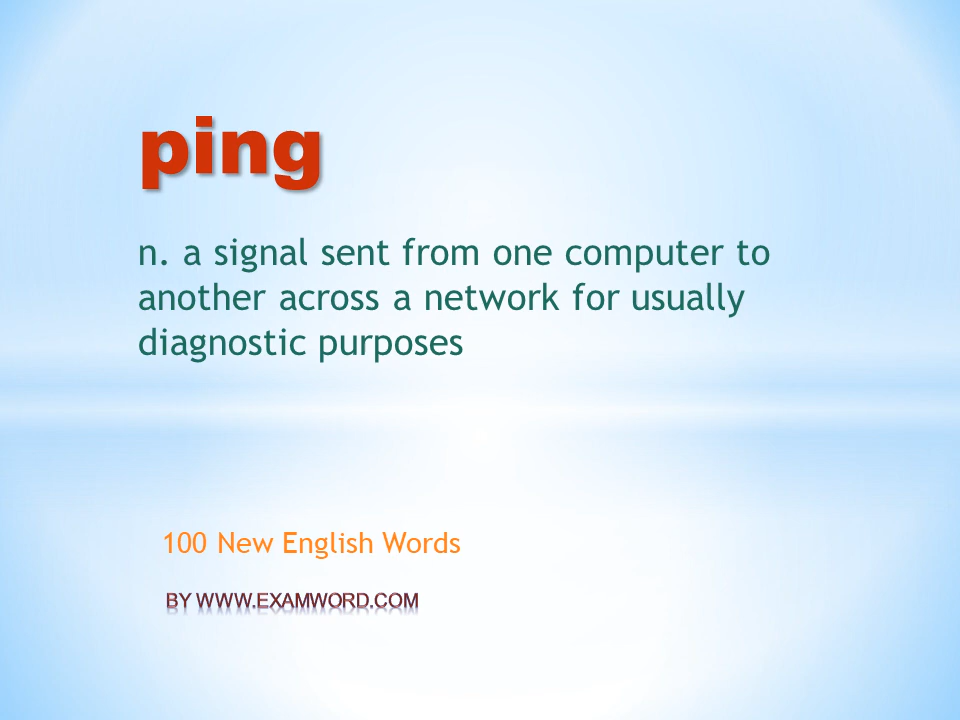 ping
n. a signal sent from one computer to
another across a network for usually
diagnostic purposes
100 New English Words
BY WWW.EXAMWORD.COM